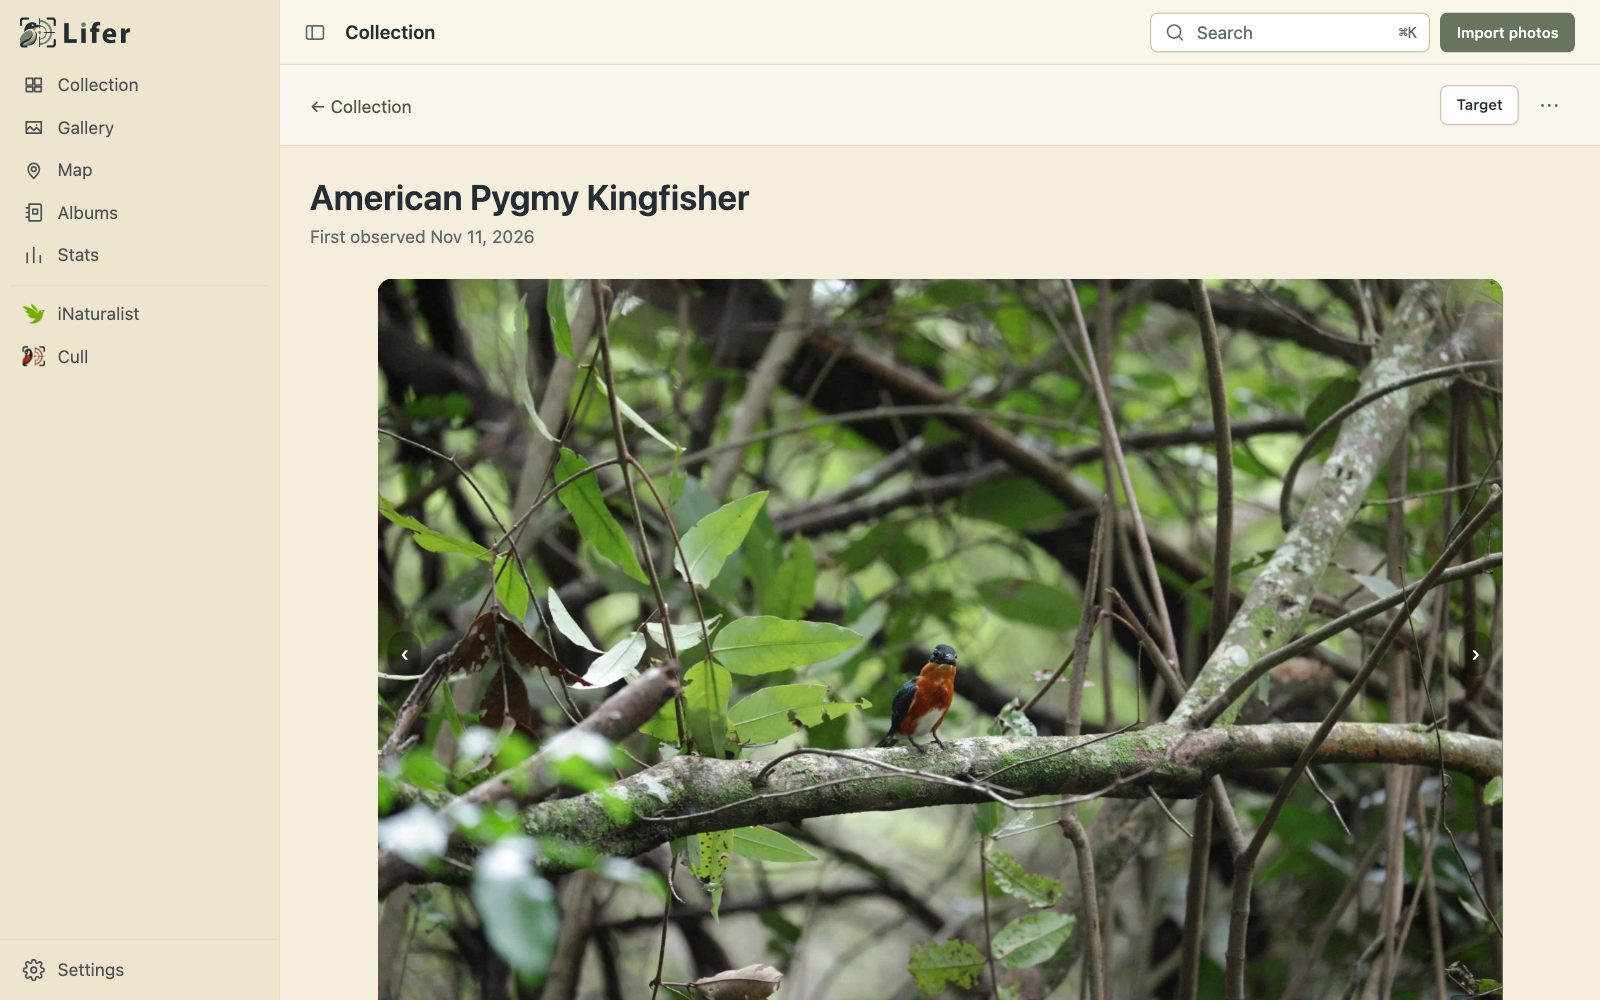 Lifer
Collection
Gallery
Map
Albums
Stats
iNaturalist
Cull
Settings
Collection
Search ⌘K
Import photos
← Collection
Target
American Pygmy Kingfisher
First observed Nov 11, 2026